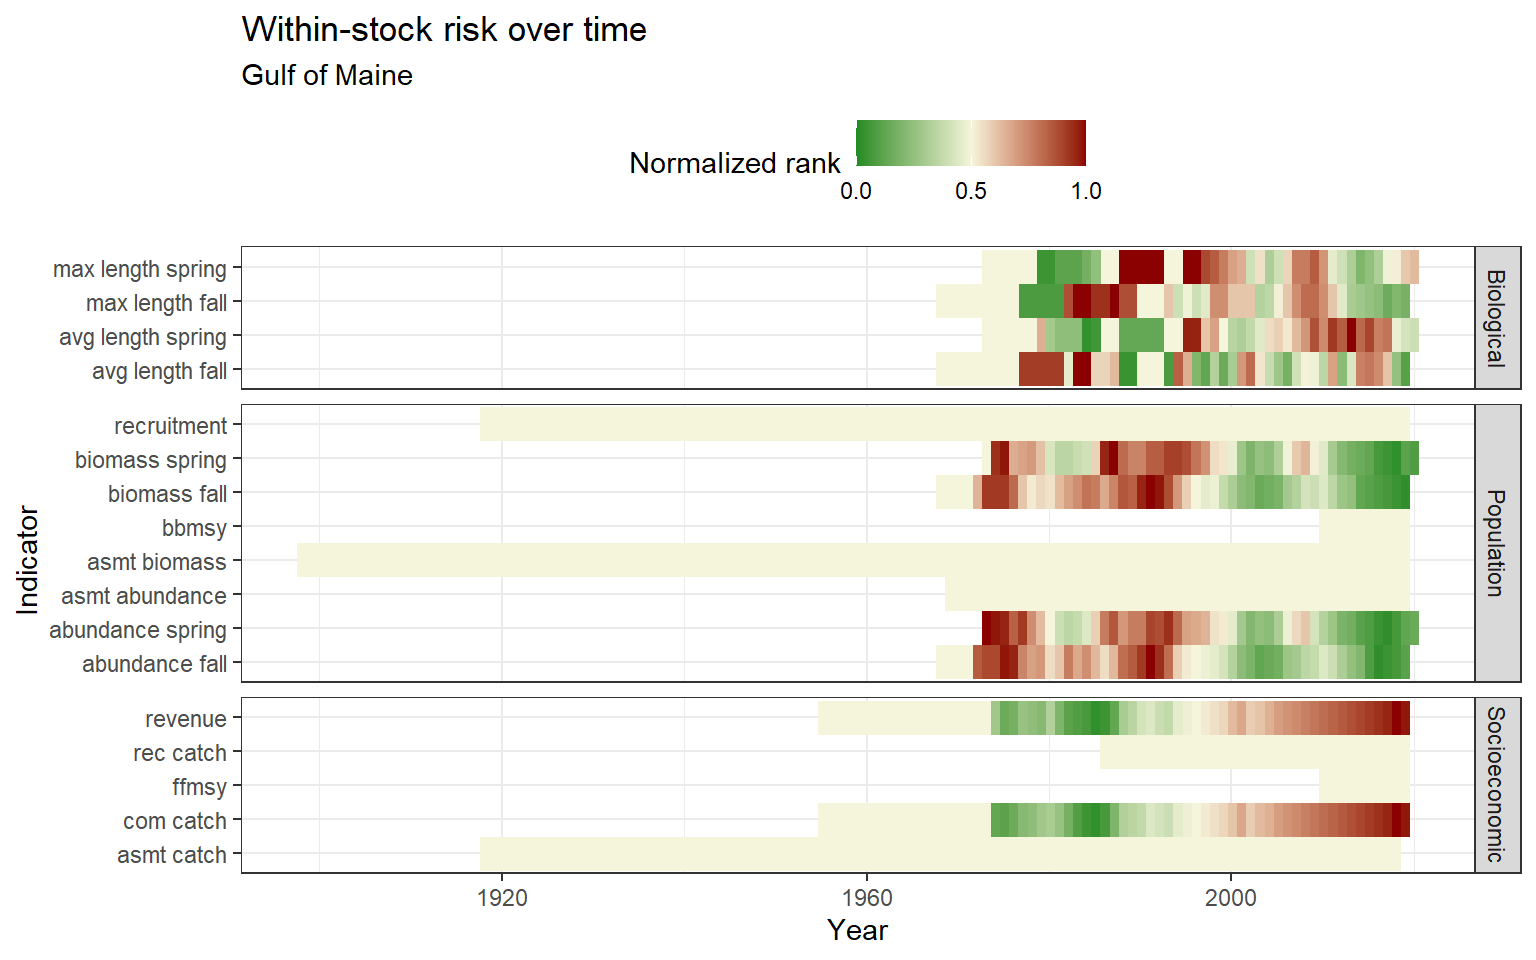 Within-stock risk over time
Gulf of Maine
Normalized rank
0.0 0.5 1.0
max length spring
max length fall
avg length spring
avg length fall
Biological
recruitment
biomass spring
biomass fall
bbmsy
asmt biomass
asmt abundance
abundance spring
abundance fall
Population
revenue
rec catch
ffmsy
com catch
asmt catch
Socioeconomic
Indicator
1920 1960 2000
Year